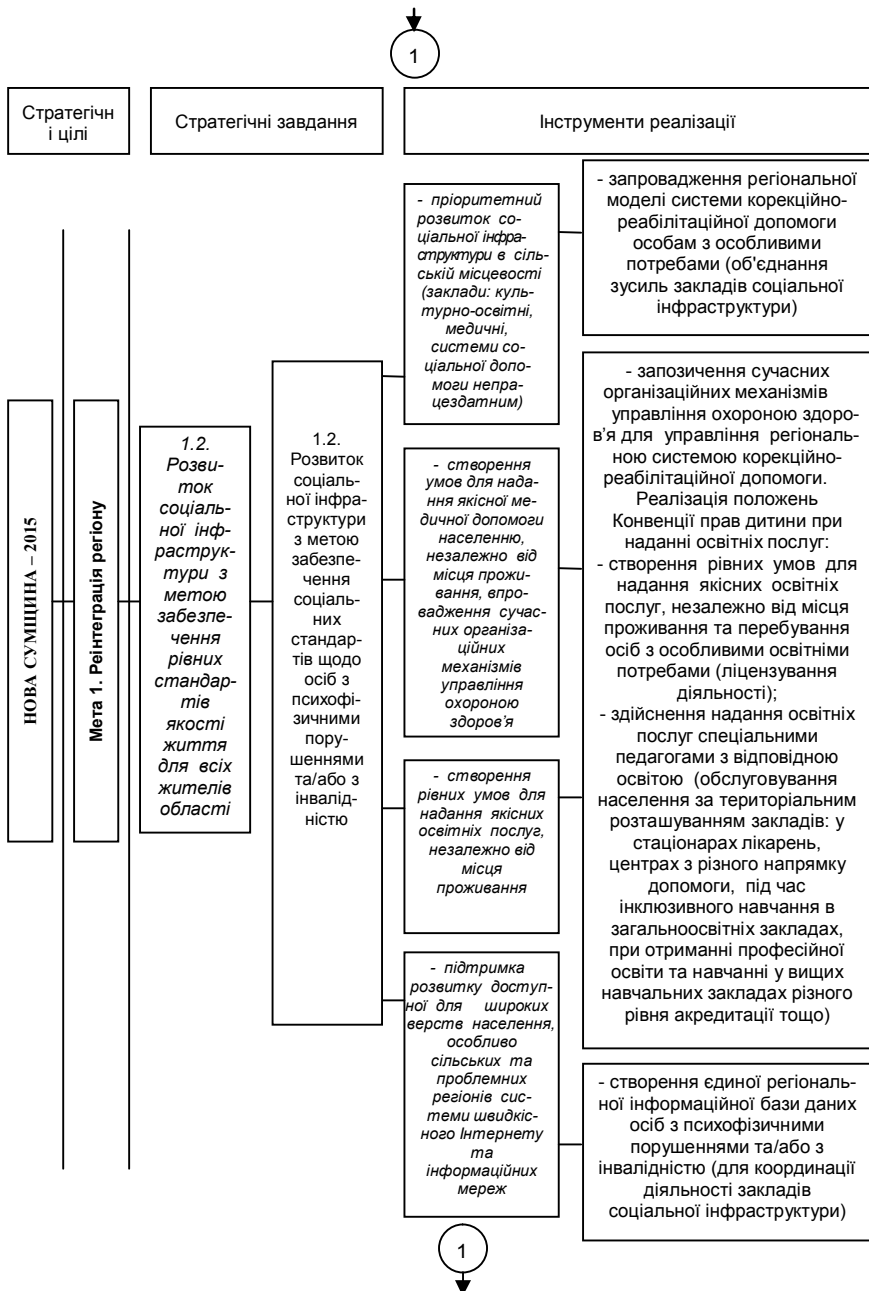 1
Стратегічн
і цілі
Стратегічні завдання
Інструменти реалізації
НОВА СУМЩИНА – 2015
Мета 1. Реінтеграція регіону
1.2.
Розви-
ток
соціаль-
ної інф-
раструк-
тури з
метою
забезпе-
чення
рівних
стандар-
тів
якості
життя
для всіх
жителів
області
1.2.
Розвиток
соціаль-
ної інфра-
структури
з метою
забезпе-
чення
соціаль-
них
стандартів
щодо осіб з
психофі-
зичними
пору-
шеннями
та/або з
інвалід-
ністю
- пріоритетний
розвиток со-
ціальної інфра-
структури в сіль-
ській місцевості
(заклади: куль-
турно-освітні,
медичні,
системи со-
ціальної допо-
моги непра-
цездатним)
- запровадження регіональної
моделі системи корекційно-
реабілітаційної допомоги
особам з особливими
потребами (об'єднання
зусиль закладів соціальної
інфраструктури)
- створення
умов для нада-
ння якісної ме-
дичної допомоги
населенню,
незалежно від
місця прожи-
вання, впро-
вадження сучас-
них організа-
ційних
механізмів
управління
охороною
здоров’я
- створення
рівних умов для
надання якісних
освітніх послуг,
незалежно від
місця
проживання
- запозичення сучасних
організаційних механізмів
управління охороною здоро-
в’я для управління регіональ-
ною системою корекційно-
реабілітаційної допомоги.
Реалізація положень
Конвенції прав дитини при
наданні освітніх послуг:
- створення рівних умов для
надання якісних освітніх
послуг, незалежно від місця
проживання та перебування
осіб з особливими освітніми
потребами (ліцензування
діяльності);
- здійснення надання освітніх
послуг спеціальними
педагогами з відповідною
освітою (обслуговування
населення за територіальним
розташуванням закладів: у
стаціонарах лікарень,
центрах з різного напрямку
допомоги, під час
інклюзивного навчання в
загальноосвітніх закладах,
при отриманні професійної
освіти та навчанні у вищих
навчальних закладах різного
рівня акредитації тощо)
- підтримка
розвитку доступ-
ної для широких
верств населення,
особливо
сільських та
проблемних
регіонів сис-
теми швидкіс-
ного Інтернету
та
інформаційних
мереж
- створення єдиної регіональ-
ної інформаційної бази даних
осіб з психофізичними
порушеннями та/або з
інвалідністю (для координації
діяльності закладів
соціальної інфраструктури)
1